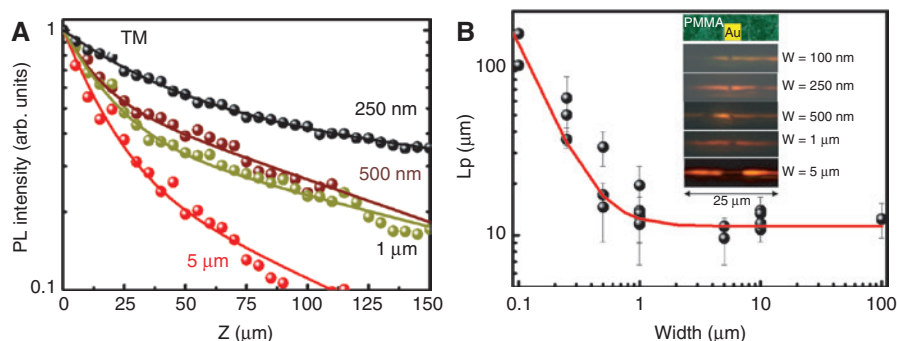 A
TM
PL intensity (arb. units)
1
0.1
250 nm
500 nm
1 μm
5 μm
0 25 50 75 100 125 150
Z (μm)
B
Lp (μm)
100
10
PMMA
Au
W = 100 nm
W = 250 nm
W = 500 nm
W = 1 μm
W = 5 μm
25 μm
0.1 1 10 100
Width (μm)